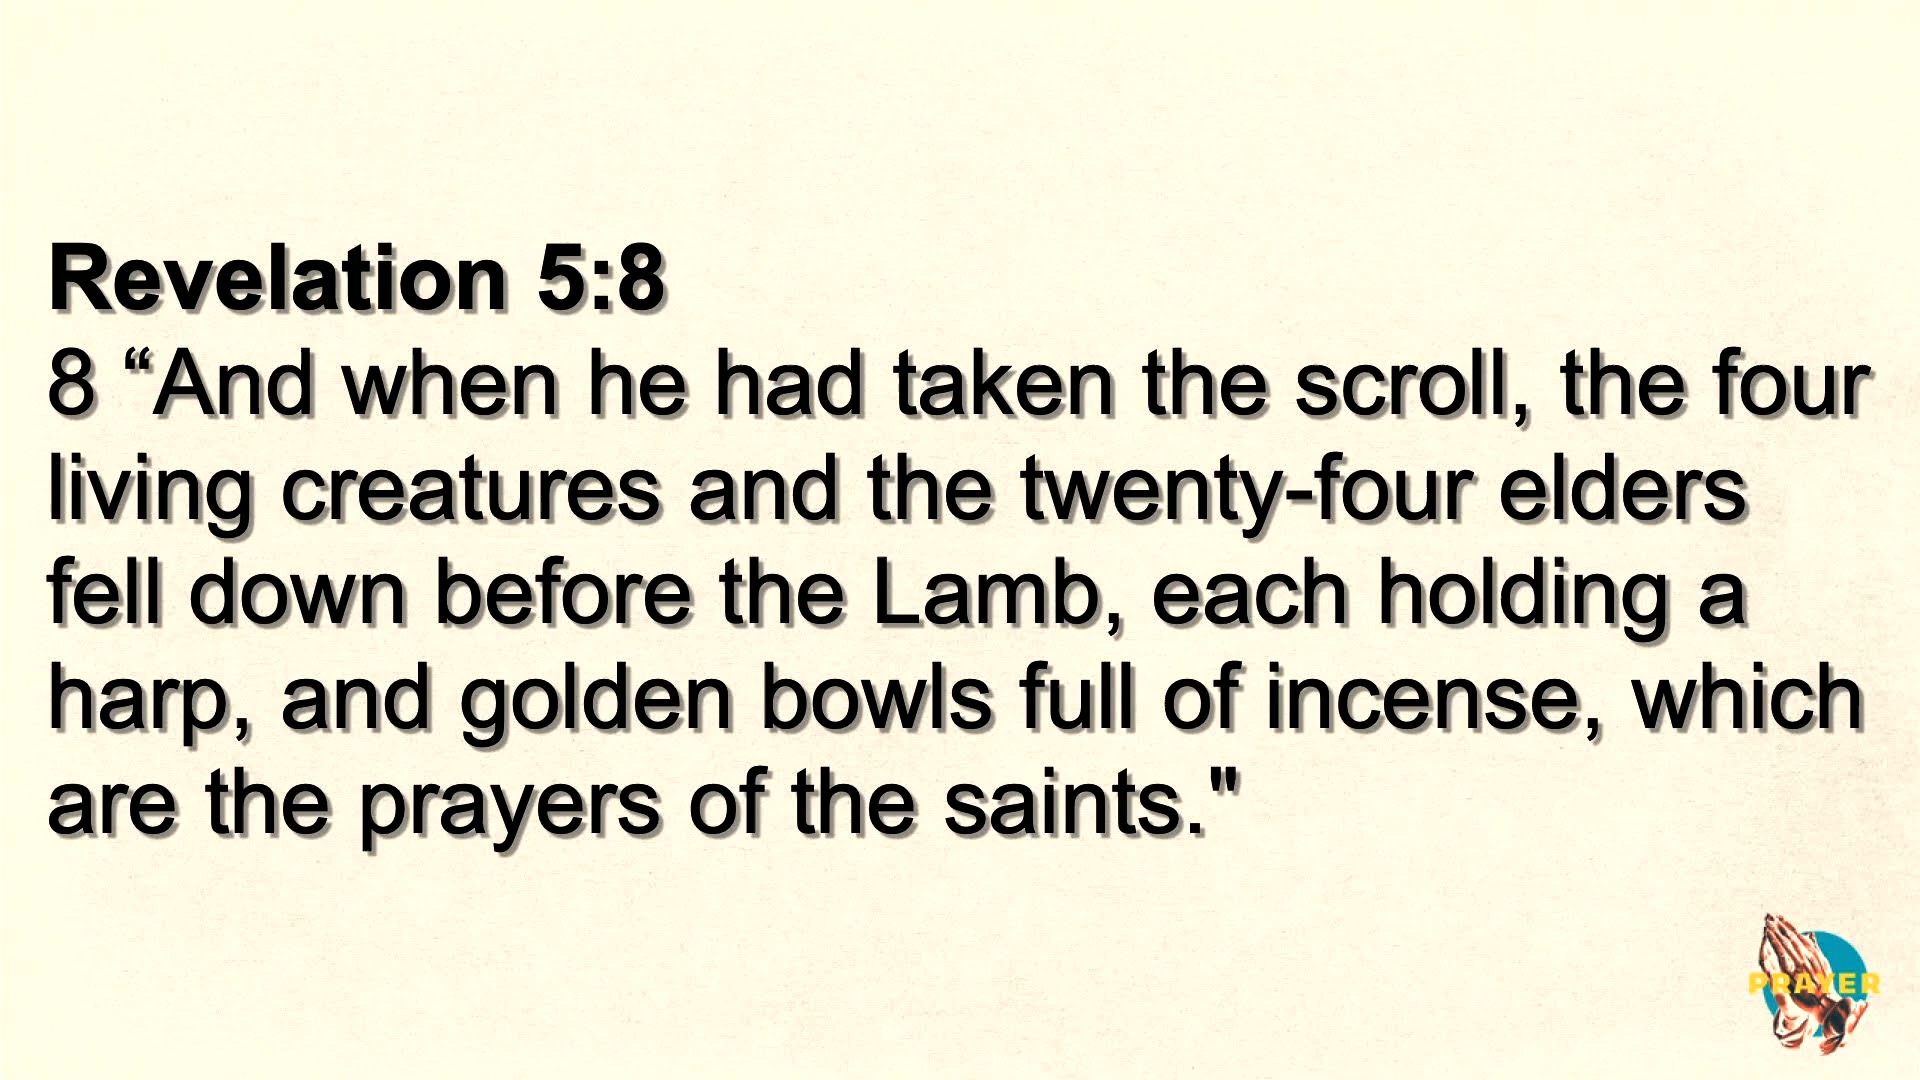 Revelation 5:8
8 “And when he had taken the scroll, the four
living creatures and the twenty-four elders
fell down before the Lamb, each holding a
harp, and golden bowls full of incense, which
are the prayers of the saints."
PRAYER